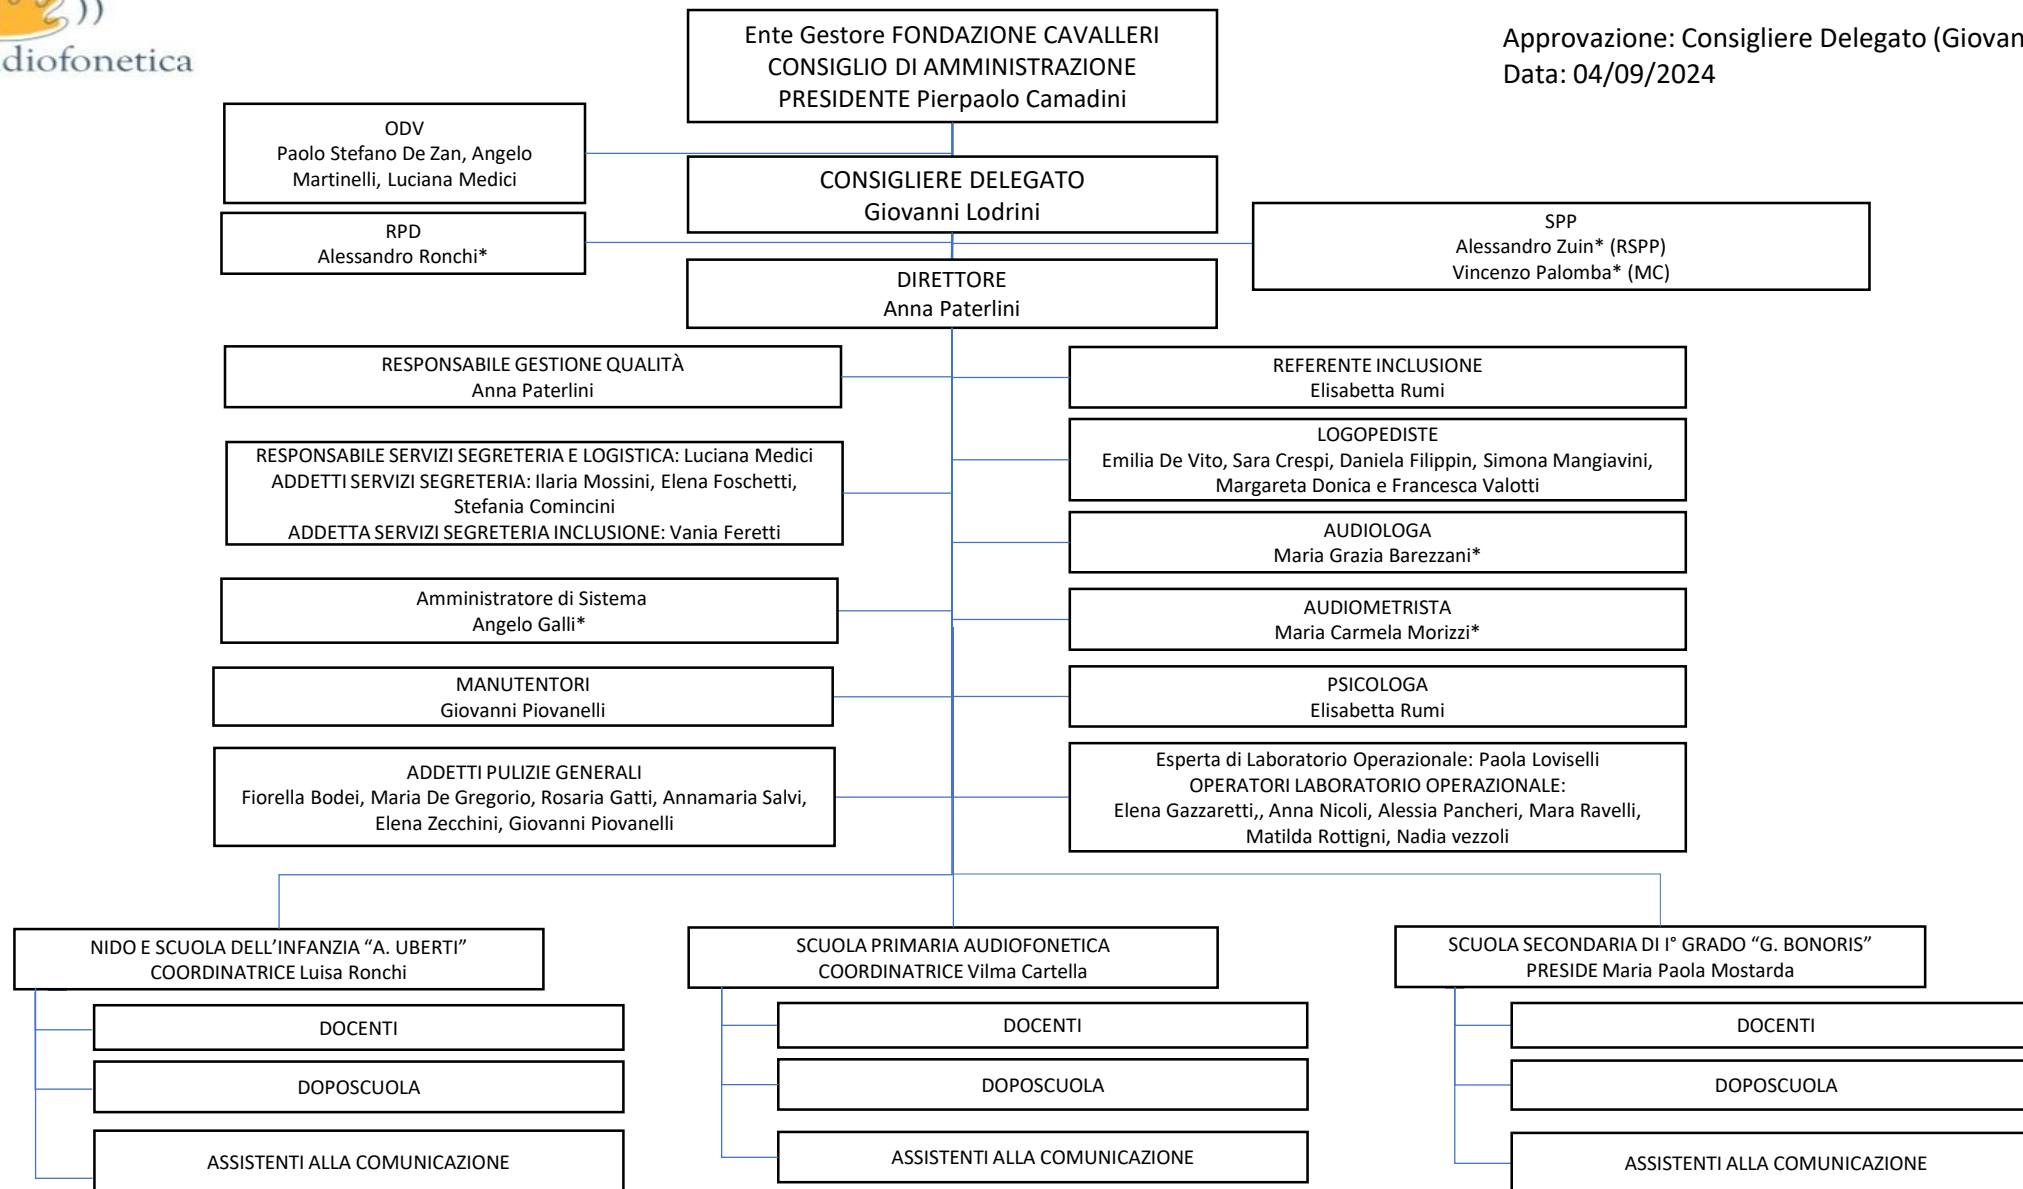 diofonetica
Ente Gestore FONDAZIONE CAVALLERI
CONSIGLIO DI AMMINISTRAZIONE
PRESIDENTE Pierpaolo Camadini
Approvazione: Consigliere Delegato (Giovan
Data: 04/09/2024
ODV
Paolo Stefano De Zan, Angelo
Martinelli, Luciana Medici
CONSIGLIERE DELEGATO
Giovanni Lodrini
RPD
Alessandro Ronchi*
SPP
Alessandro Zuin* (RSPP)
Vincenzo Palomba* (MC)
DIRETTORE
Anna Paterlini
RESPONSABILE GESTIONE QUALITÀ
Anna Paterlini
REFERENTE INCLUSIONE
Elisabetta Rumi
RESPONSABILE SERVIZI SEGRETERIA E LOGISTICA: Luciana Medici
ADDETTI SERVIZI SEGRETERIA: Ilaria Mossini, Elena Foschetti,
Stefania Comincini
ADDETTA SERVIZI SEGRETERIA INCLUSIONE: Vania Feretti
LOGOPEDISTE
Emilia De Vito, Sara Crespi, Daniela Filippin, Simona Mangiavini,
Margareta Donica e Francesca Valotti
AUDIOLOGA
Maria Grazia Barezzani*
Amministratore di Sistema
Angelo Galli*
AUDIOMETRISTA
Maria Carmela Morizzi*
MANUTENTORI
Giovanni Piovanelli
PSICOLOGA
Elisabetta Rumi
ADDETTI PULIZIE GENERALI
Fiorella Bodei, Maria De Gregorio, Rosaria Gatti, Annamaria Salvi,
Elena Zecchini, Giovanni Piovanelli
Esperta di Laboratorio Operazionale: Paola Loviselli
OPERATORI LABORATORIO OPERAZIONALE:
Elena Gazzaretti,, Anna Nicoli, Alessia Pancheri, Mara Ravelli,
Matilda Rottigni, Nadia vezzoli
NIDO E SCUOLA DELL’INFANZIA “A. UBERTI”
COORDINATRICE Luisa Ronchi
DOCENTI
DOPOSCUOLA
ASSISTENTI ALLA COMUNICAZIONE
SCUOLA PRIMARIA AUDIOFONETICA
COORDINATRICE Vilma Cartella
DOCENTI
DOPOSCUOLA
ASSISTENTI ALLA COMUNICAZIONE
SCUOLA SECONDARIA DI I° GRADO “G. BONORIS”
PRESIDE Maria Paola Mostarda
DOCENTI
DOPOSCUOLA
ASSISTENTI ALLA COMUNICAZIONE